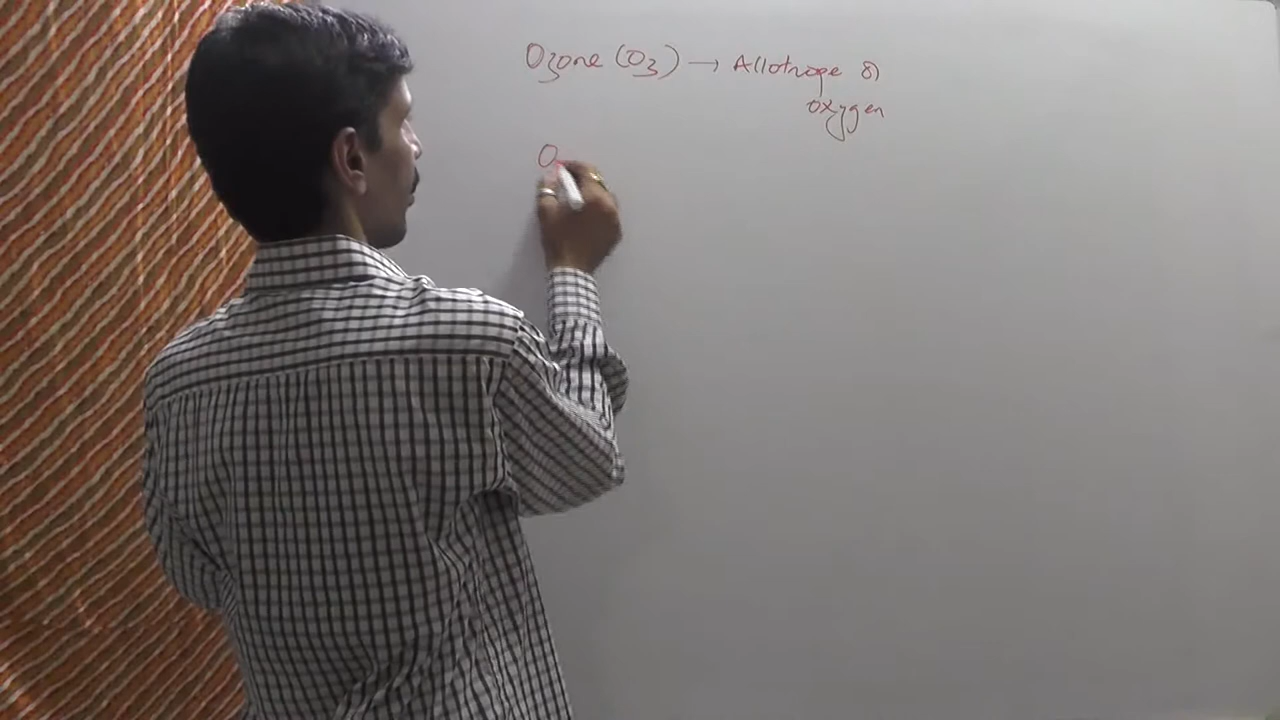 Ozone (O3) → Allotrope of
oxygen
O